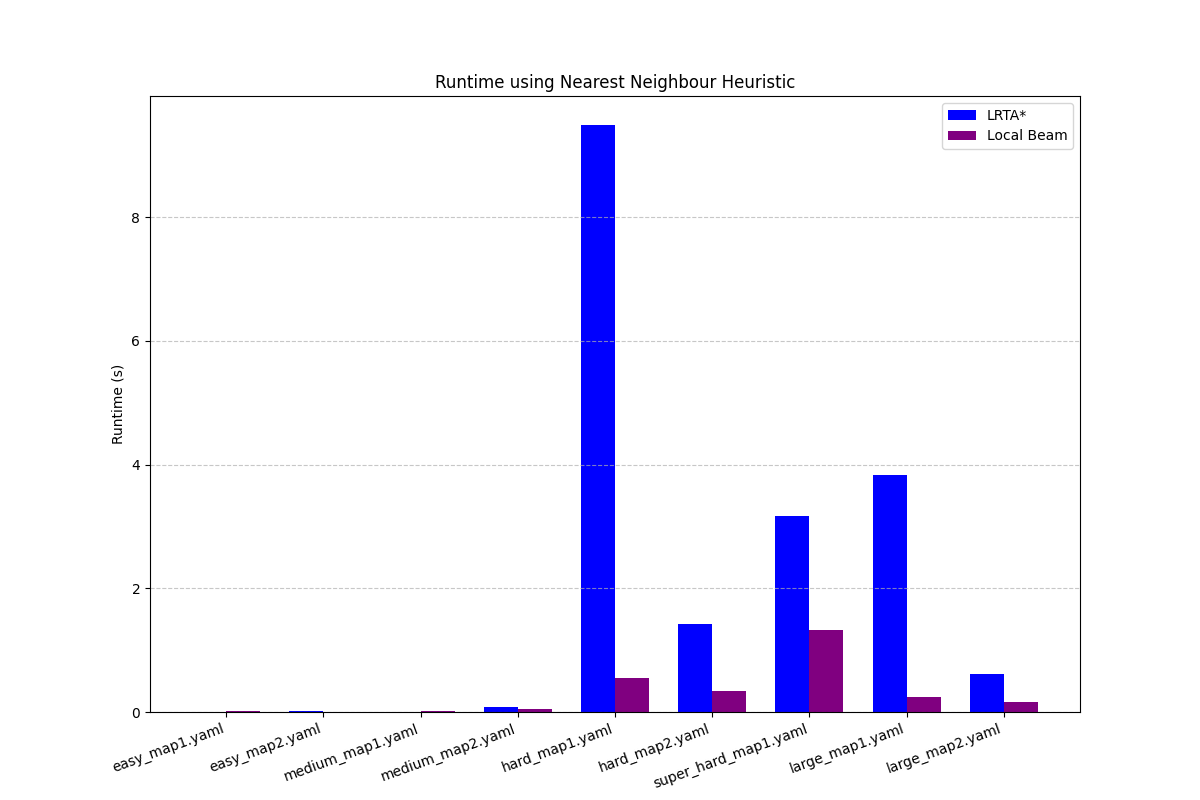 Runtime using Nearest Neighbour Heuristic
LRTA*
Local Beam
Runtime (s)
8
6
4
2
0
easy_map1.yaml
easy_map2.yaml
medium_map1.yaml
medium_map2.yaml
hard_map1.yaml
hard_map2.yaml
super_hard_map1.yaml
large_map1.yaml
large_map2.yaml